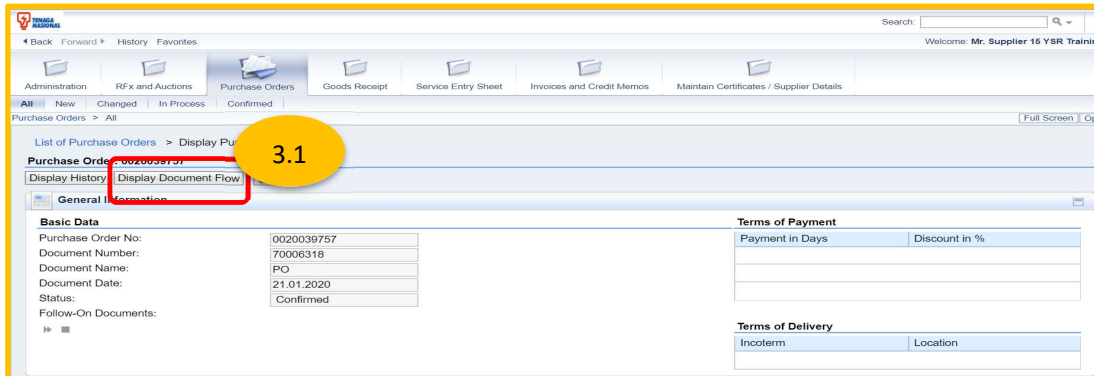 TENAGA
NASIONAL
Search:
Back Forward History Favorites
Welcome: Mr. Supplier 15 YSR
Administration RFx and Auctions Purchase Orders Goods Receipt Service Entry Sheet Invoices and Credit Memos Maintain Certificates / Supplier Details
All New Changed In Process Confirmed
Purchase Orders > All
Full Screen
List of Purchase Orders > Display
3.1
Purchase Order: 0020039757
Display History Display Document Flow
General Information
Basic Data
Terms of Payment
Purchase Order No: 0020039757
Payment in Days Discount in %
Document Number: 70006318
Document Name: PO
Document Date: 21.01.2020
Status: Confirmed
Follow-On Documents:
Terms of Delivery
Incoterm Location